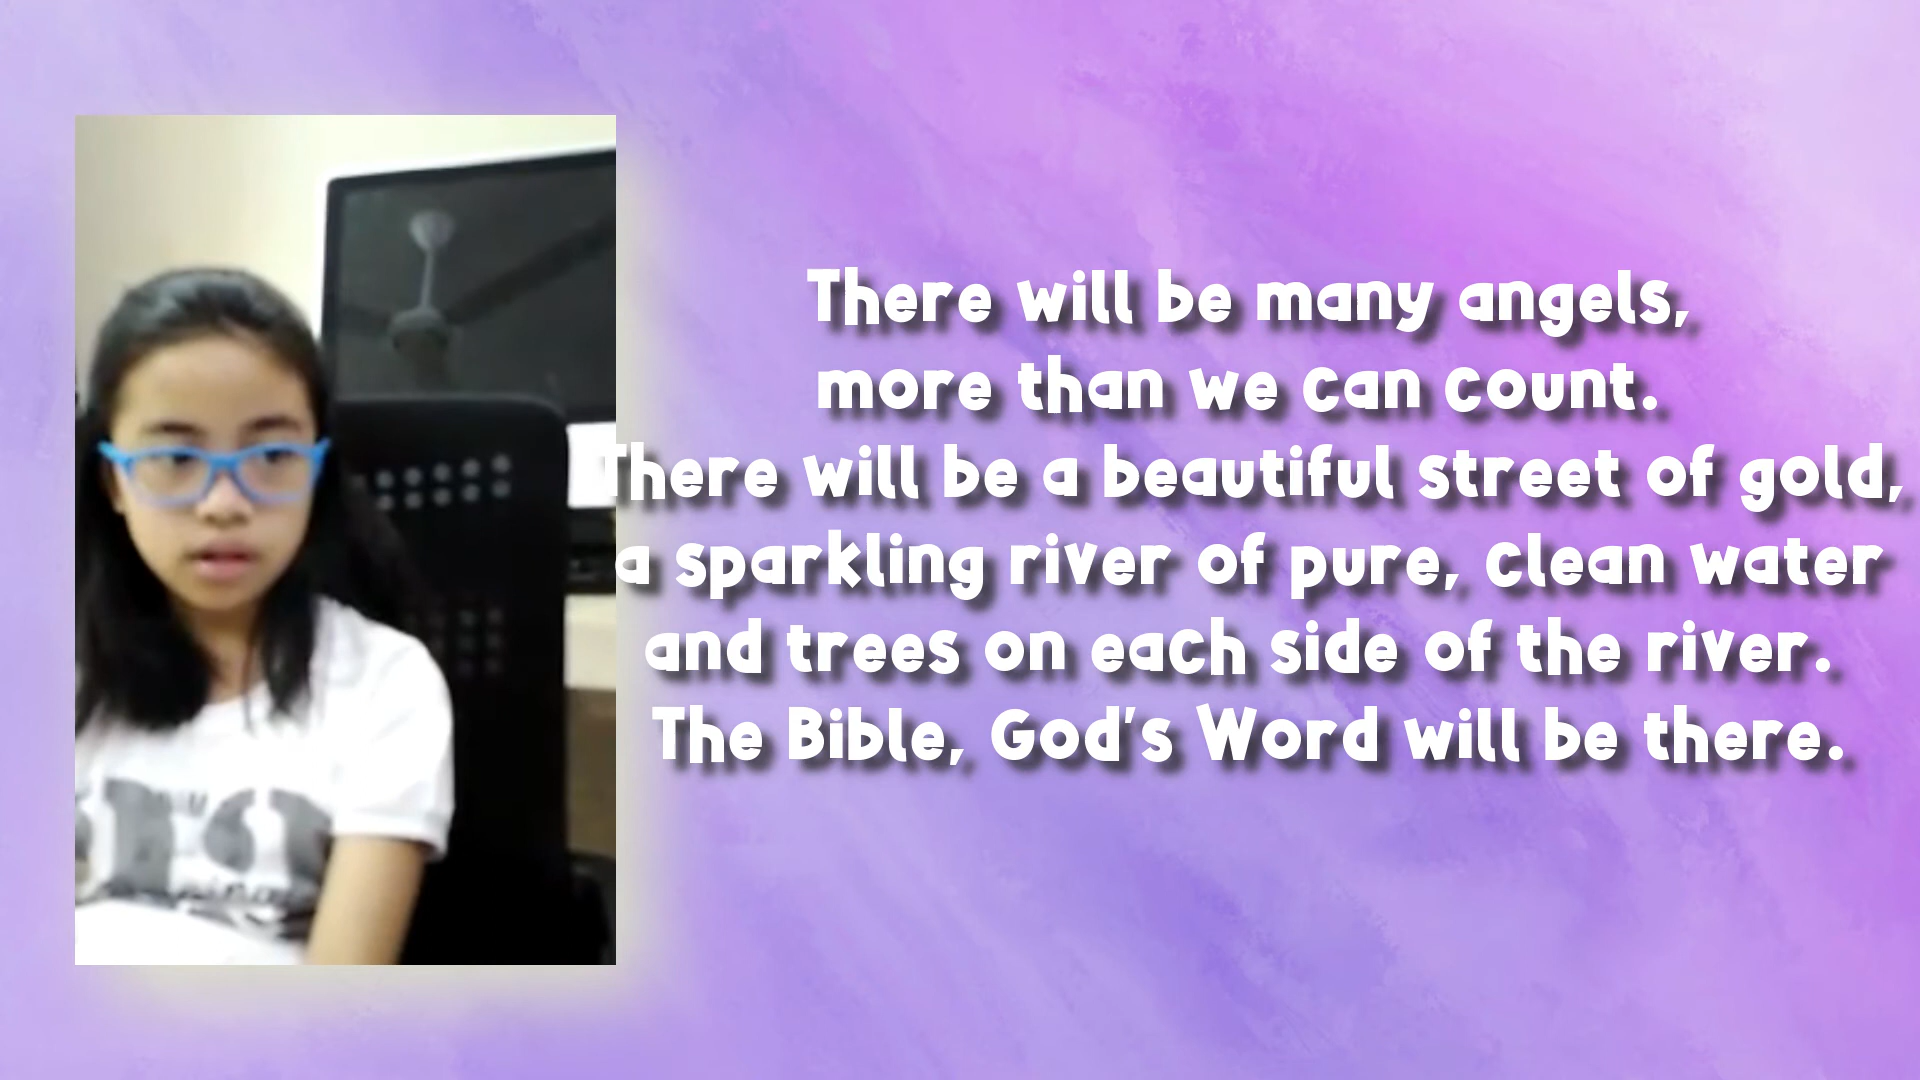 There will be many angels,
more than we can count.
There will be a beautiful street of gold,
a sparkling river of pure, clean water
and trees on each side of the river.
The Bible, God's Word will be there.